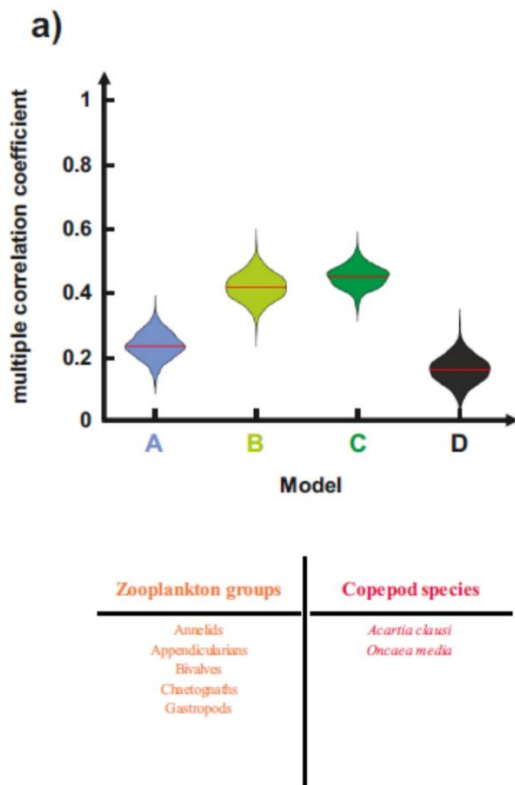 a)
multiple correlation coefficient
1
0.8
0.6
0.4
0.2
0
A B C D
Model
Zooplankton groups
Annelids
Appendicularians
Bivalves
Chaetognaths
Gastropods
Copepod species
Acartia clausi
Oncaea media